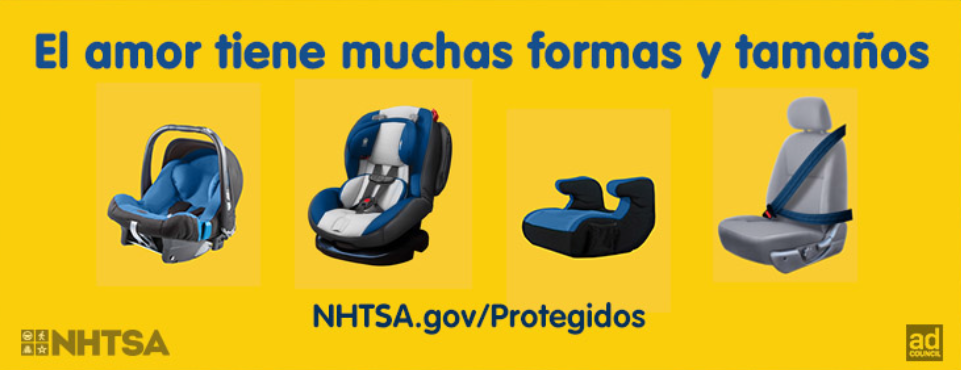 El amor tiene muchas formas y tamaños
NHTSA.gov/Protegidos
NHTSA
ad
COUNCIL